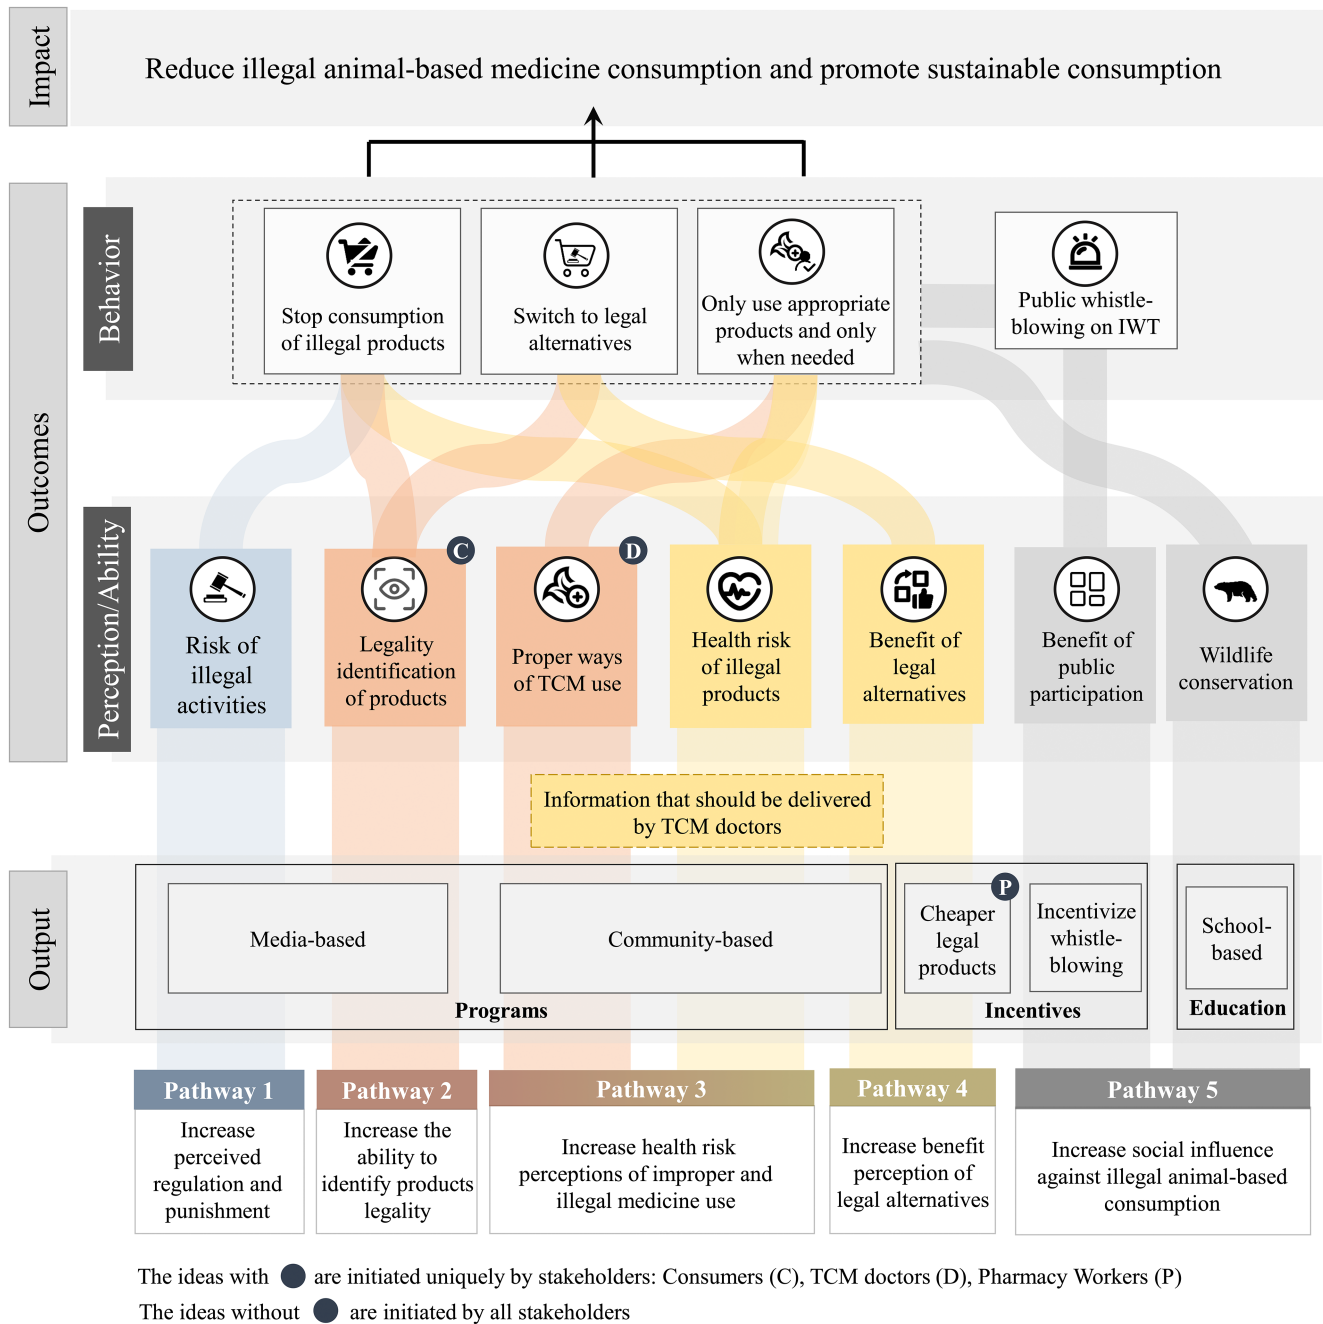 Impact
Reduce illegal animal-based medicine consumption and promote sustainable consumption
Outcomes
Behavior
Stop consumption
of illegal products
Switch to legal
alternatives
Only use appropriate
products and only
when needed
Public whistle-
blowing on IWT
Perception/Ability
Risk of
illegal
activities
C
Legality
identification
of products
D
Proper ways
of TCM use
Health risk
of illegal
products
Benefit of
legal
alternatives
Benefit of
public
participation
Wildlife
conservation
Information that should be delivered
by TCM doctors
Output
Media-based
Community-based
Programs
P
Cheaper
legal
products
Incentivize
whistle-
blowing
Incentives
School-
based
Education
Pathway 1
Increase
perceived
regulation and
punishment
Pathway 2
Increase the
ability to
identify products
legality
Pathway 3
Increase health risk
perceptions of improper and
illegal medicine use
Pathway 4
Increase benefit
perception of
legal alternatives
Pathway 5
Increase social influence
against illegal animal-based
consumption
The ideas with are initiated uniquely by stakeholders: Consumers (C), TCM doctors (D), Pharmacy Workers (P)
The ideas without are initiated by all stakeholders